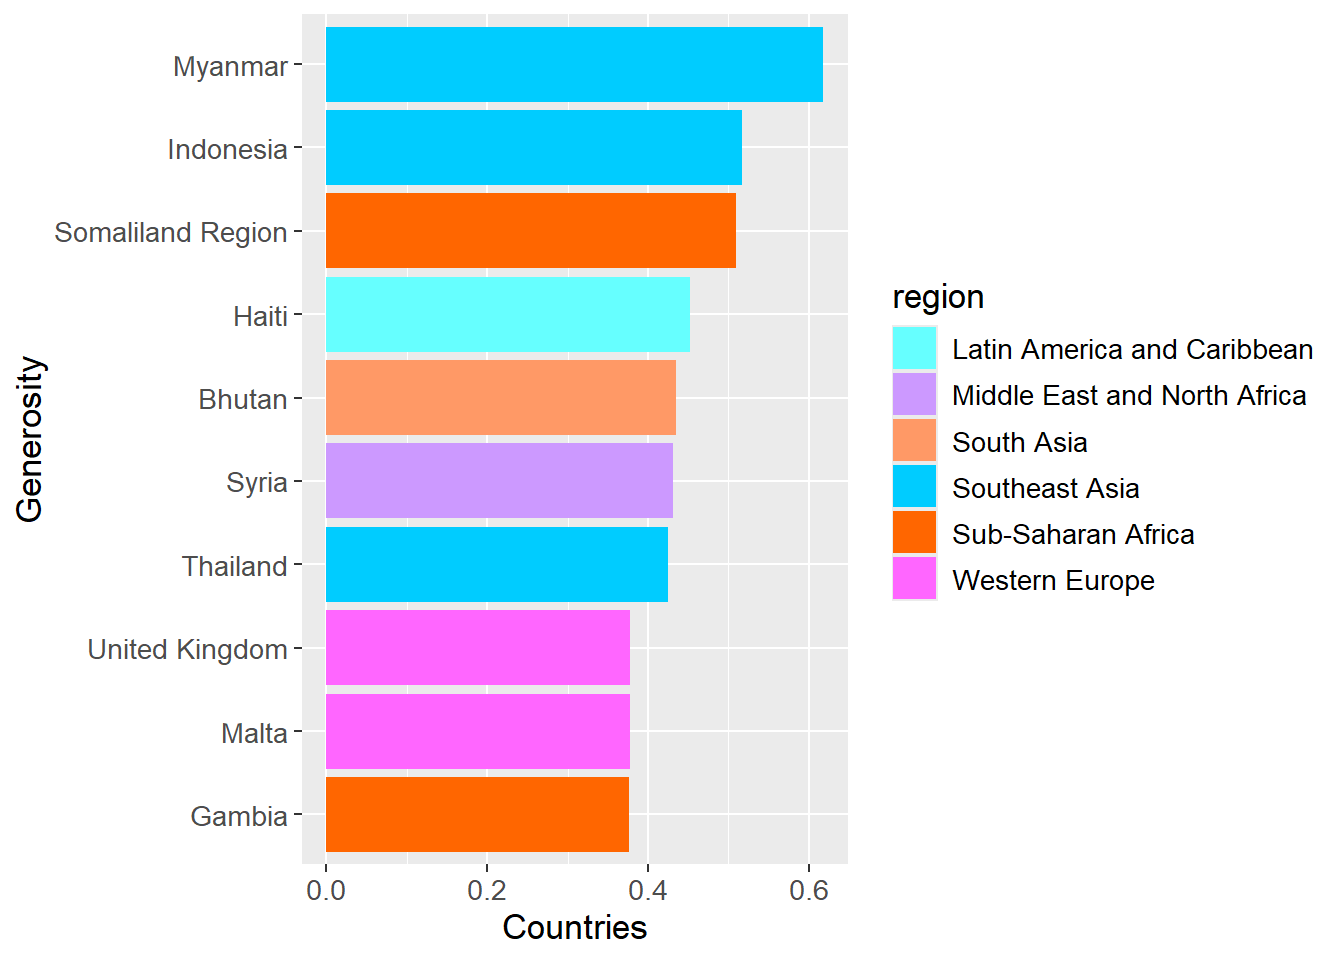 Myanmar
Indonesia
Somaliland Region
Haiti
Bhutan
Syria
Thailand
United Kingdom
Malta
Gambia
Generosity
0.0 0.2 0.4 0.6
Countries
region
Latin America and Caribbean
Middle East and North Africa
South Asia
Southeast Asia
Sub-Saharan Africa
Western Europe